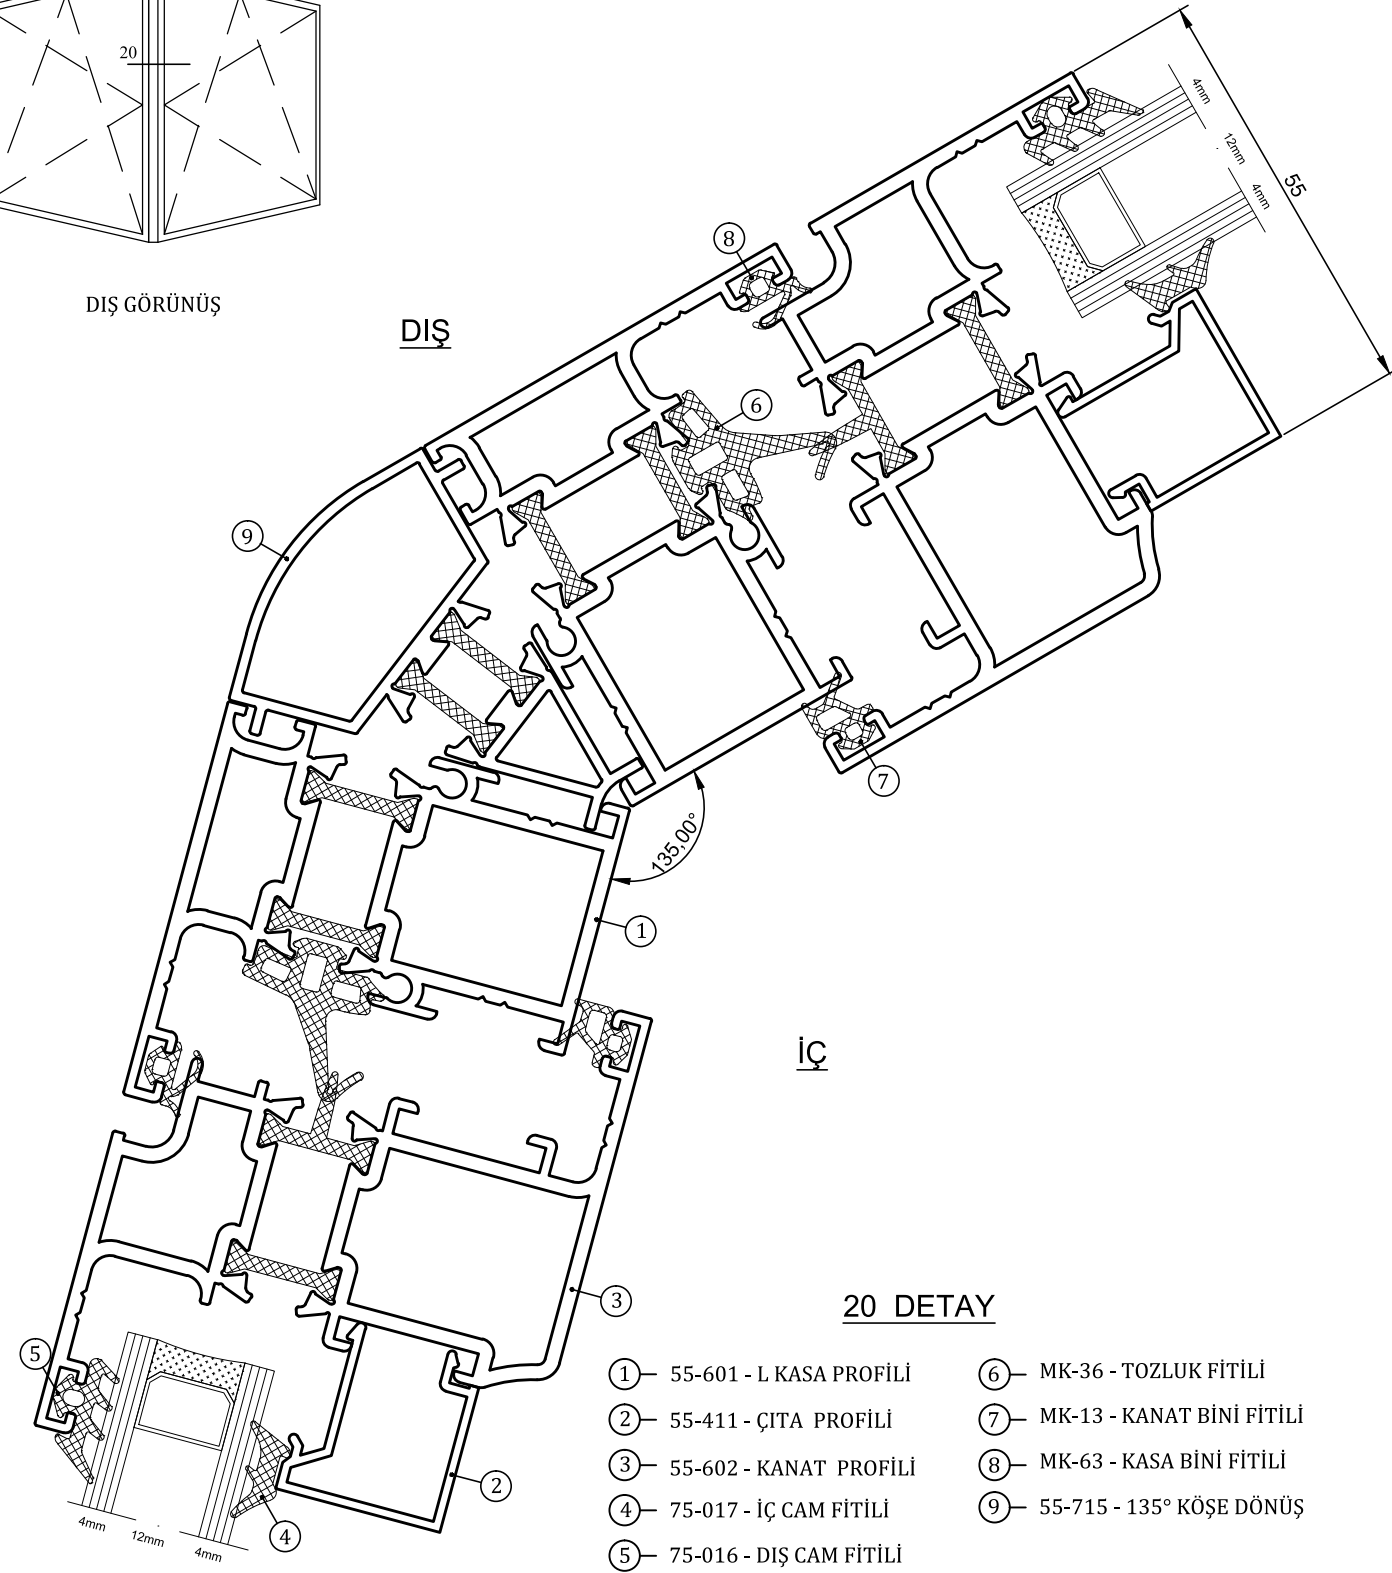 20
DIŞ GÖRÜNÜŞ
DIŞ
4mm
12mm
4mm
55
8
6
9
7
135,00°
1
İÇ
3
5
2
4
4mm
12mm
4mm
20 DETAY
1 55-601 - L KASA PROFİLİ
2 55-411 - ÇITA PROFİLİ
3 55-602 - KANAT PROFİLİ
4 75-017 - İÇ CAM FİTİLİ
5 75-016 - DIŞ CAM FİTİLİ
6 MK-36 - TOZLUK FİTİLİ
7 MK-13 - KANAT BİNİ FİTİLİ
8 MK-63 - KASA BİNİ FİTİLİ
9 55-715 - 135° KÖŞE DÖNÜŞ